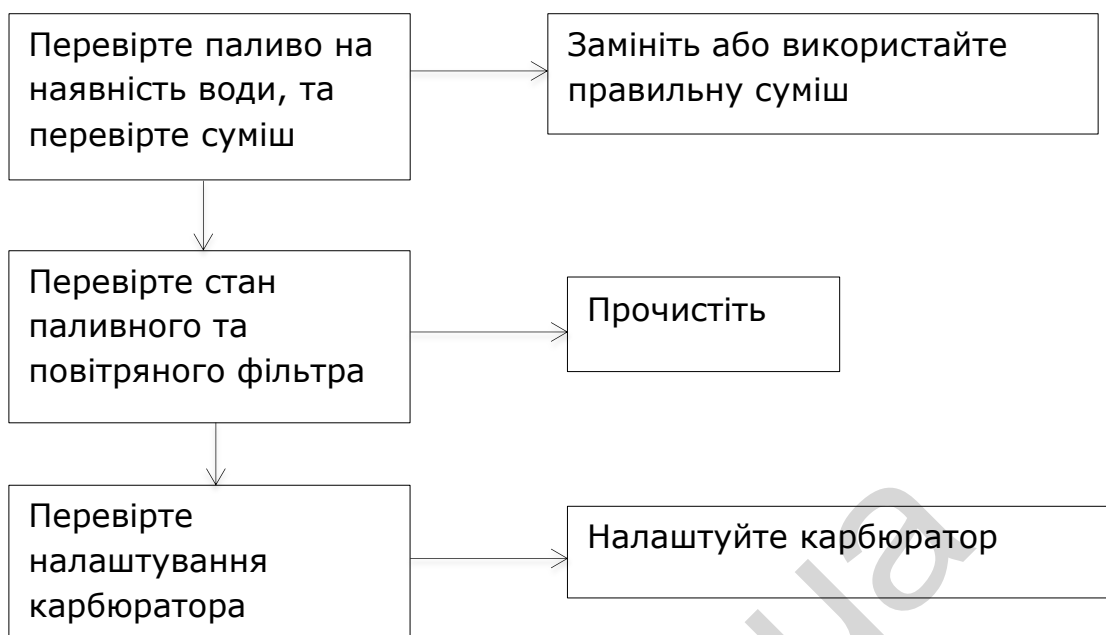 Перевірте паливо на
наявність води, та
перевірте суміш
Замініть або використайте
правильну суміш
Перевірте стан
паливного та
повітряного фільтра
Прочистіть
Перевірте
налаштування
карбюратора
Налаштуйте карбюратор
ua